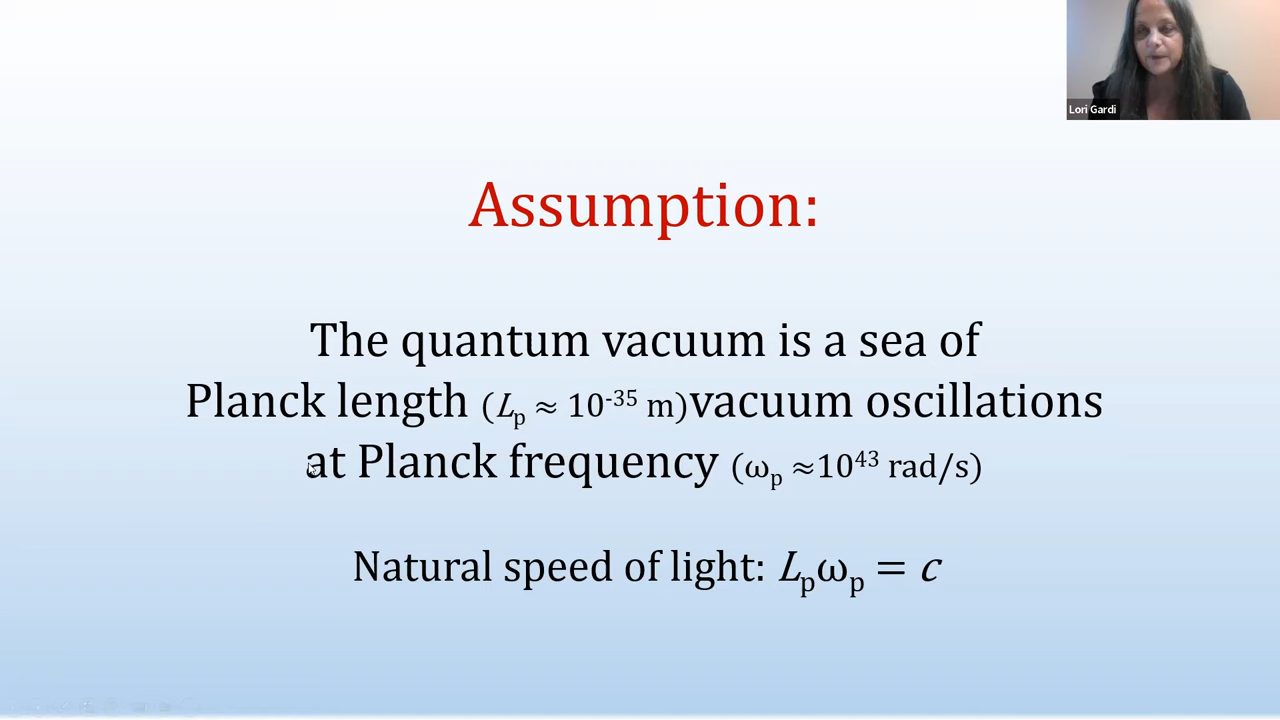 Lori Gardi
Assumption:
The quantum vacuum is a sea of
Planck length (Lₚ ≈ 10⁻³⁵ m)vacuum oscillations
at Planck frequency (ωₚ ≈10⁴³ rad/s)
Natural speed of light: Lₚωₚ = c